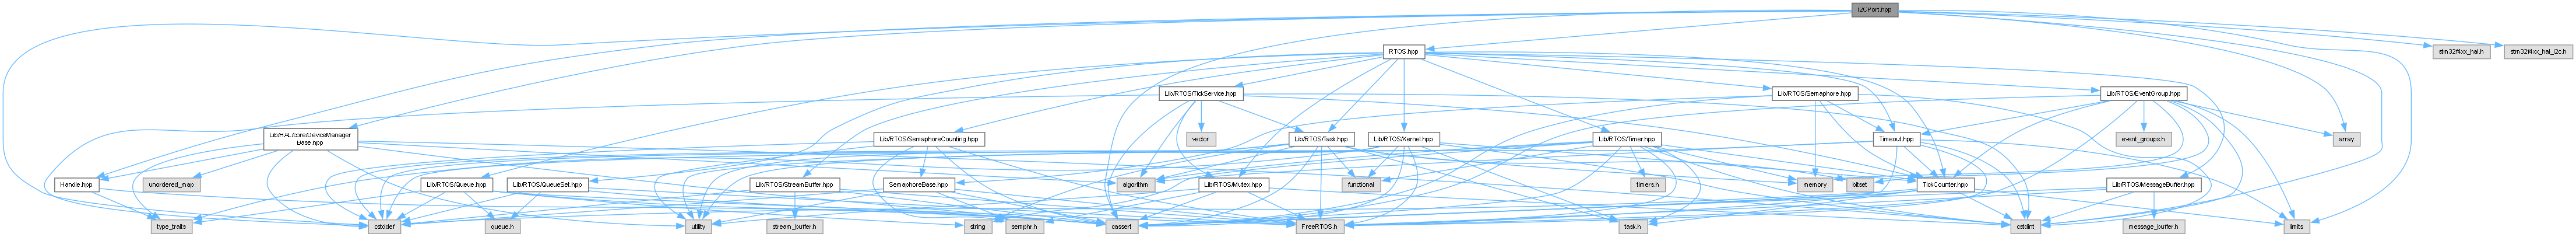 I2CPort.hpp
RTOS.hpp
stm32f4xx_hal.h
stm32f4xx_hal_i2c.h
Lib/RTOS/TickService.hpp
Lib/RTOS/Semaphore.hpp
Lib/RTOS/EventGroup.hpp
Lib/HAL/core/DeviceManager
Base.hpp
Lib/RTOS/SemaphoreCounting.hpp
vector
Lib/RTOS/Task.hpp
Lib/RTOS/Kernel.hpp
Lib/RTOS/Timer.hpp
Timeout.hpp
event_groups.h
array
Handle.hpp
unordered_map
Lib/RTOS/Queue.hpp
Lib/RTOS/QueueSet.hpp
Lib/RTOS/StreamBuffer.hpp
SemaphoreBase.hpp
algorithm
Lib/RTOS/Mutex.hpp
functional
timers.h
memory
bitset
TickCounter.hpp
Lib/RTOS/MessageBuffer.hpp
type_traits
cstddef
queue.h
utility
stream_buffer.h
string
semphr.h
cassert
FreeRTOS.h
task.h
cstdint
message_buffer.h
limits